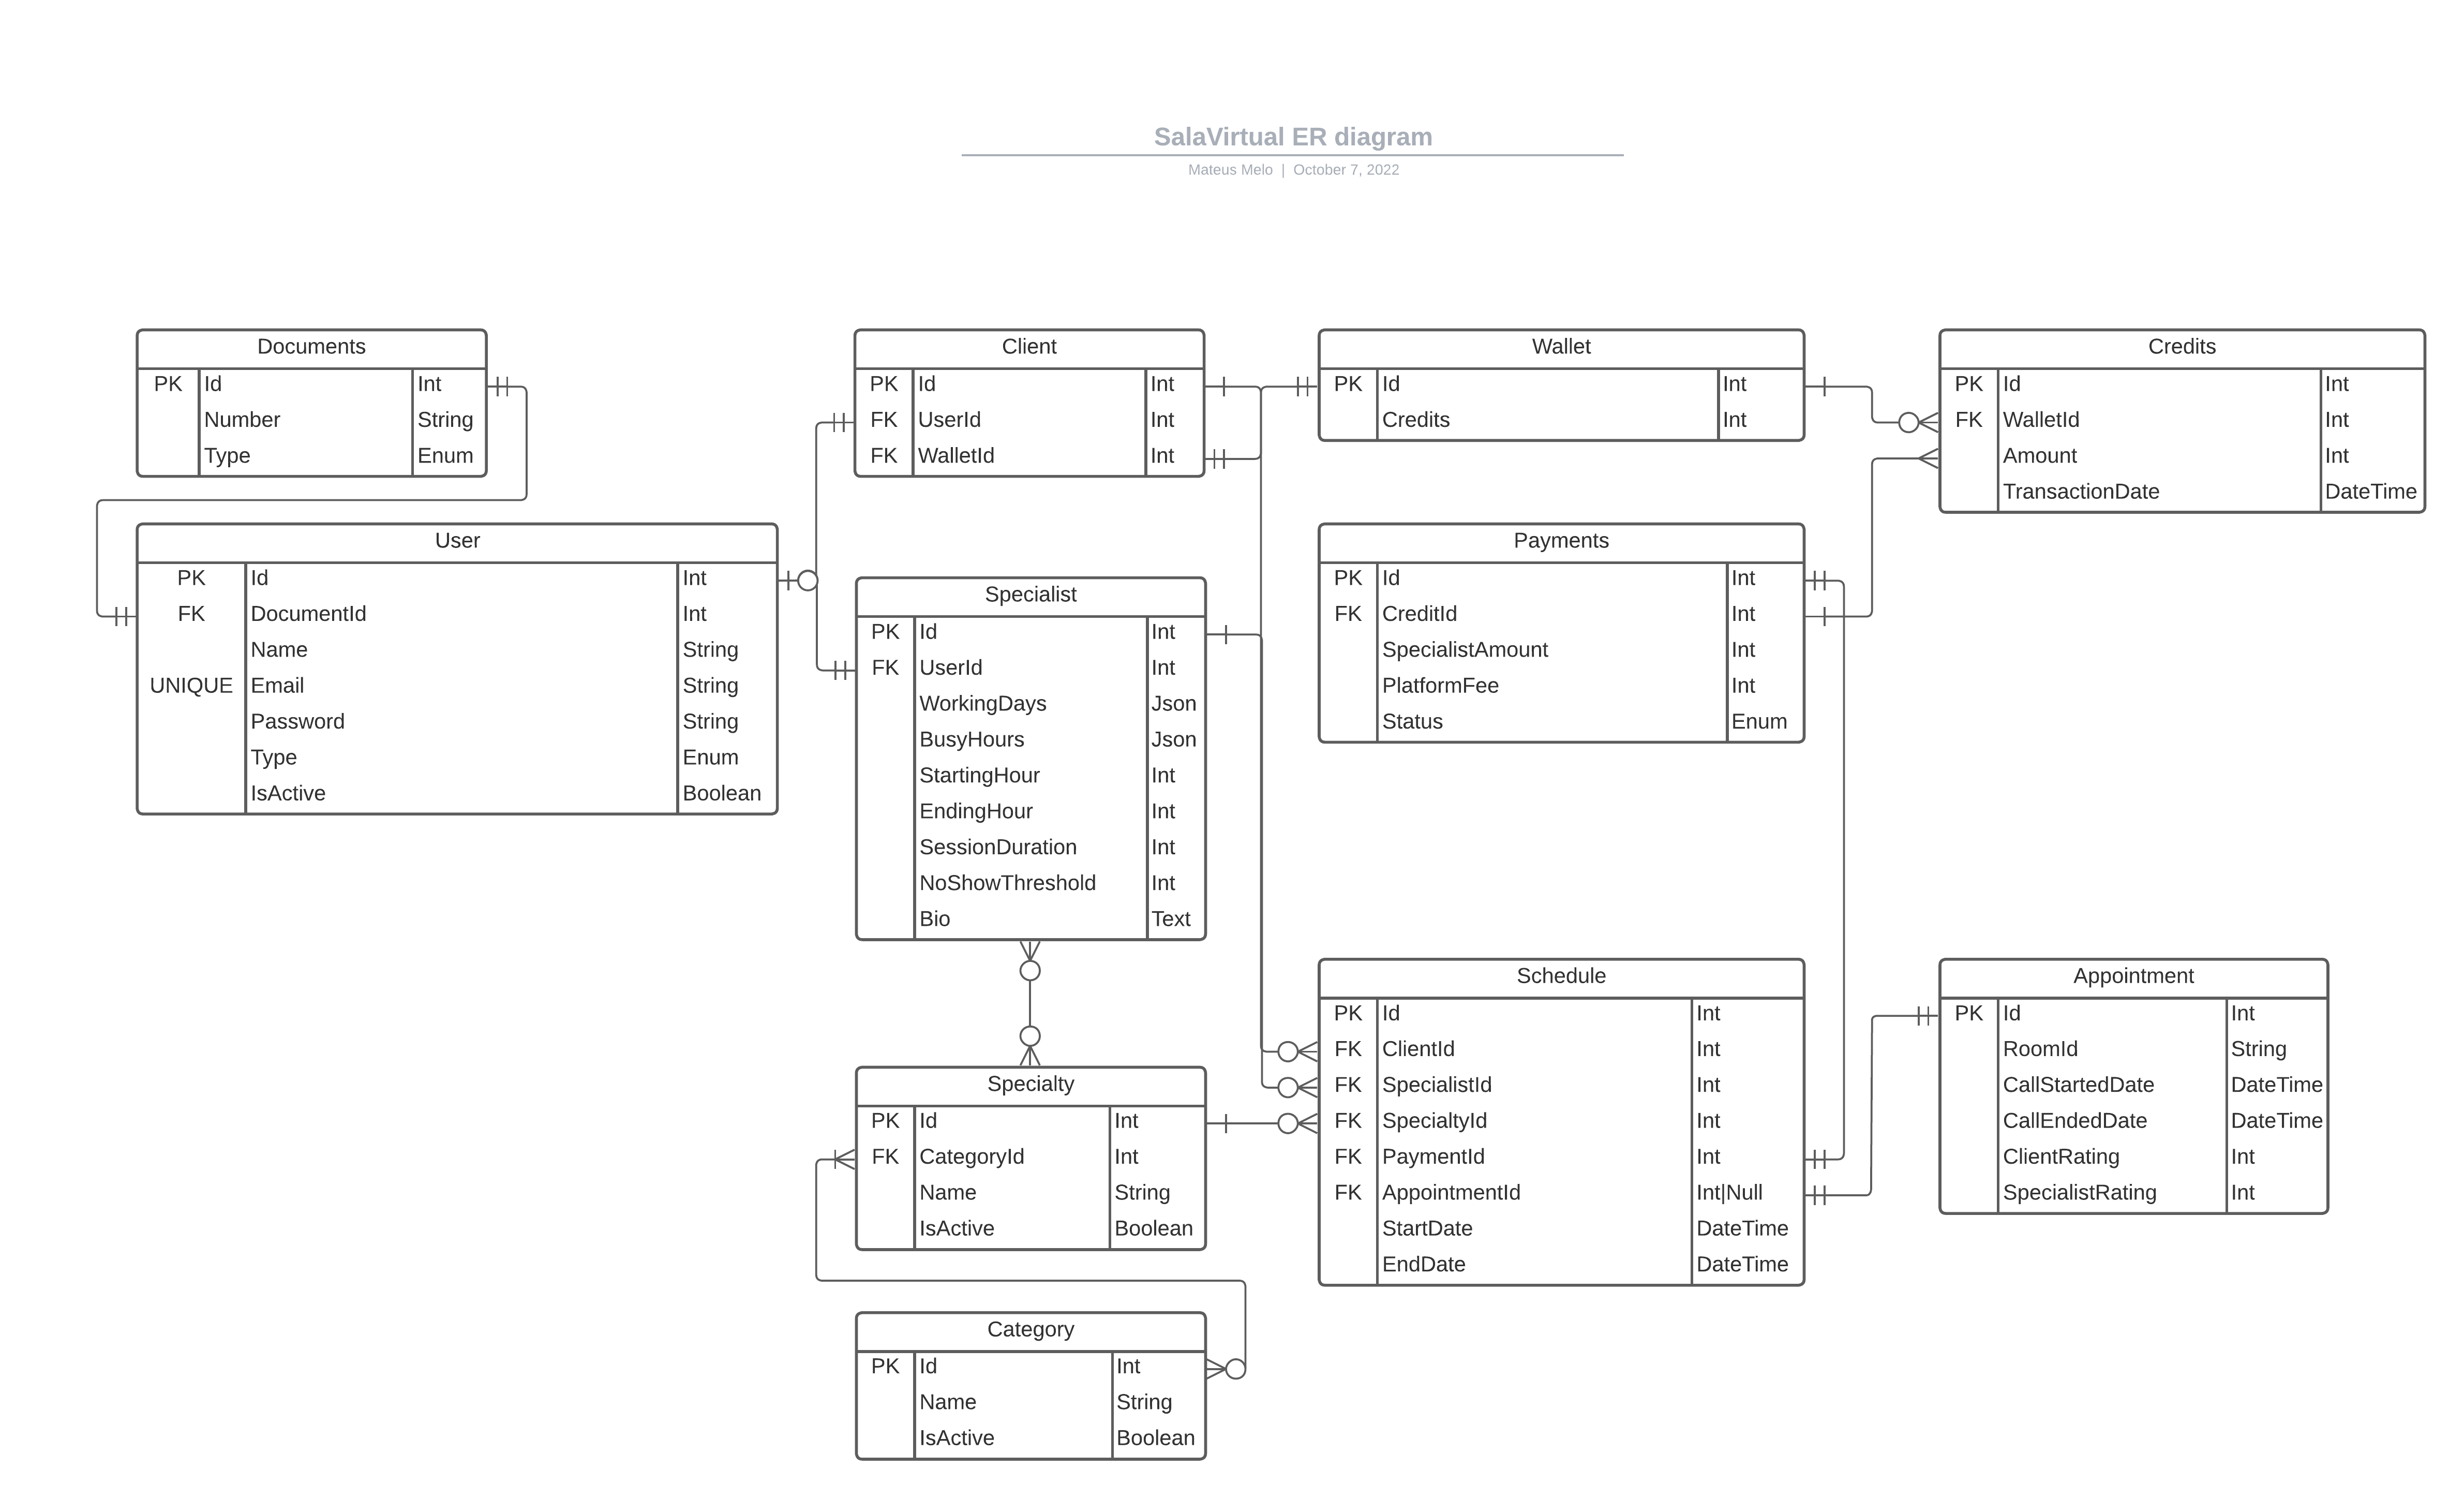 SalaVirtual ER diagram
Mateus Melo | October 7, 2022
Documents
PK Id Int
Number String
Type Enum
User
PK Id Int
FK DocumentId Int
Name String
UNIQUE Email String
Password String
Type Enum
IsActive Boolean
Client
PK Id Int
FK UserId Int
FK WalletId Int
Specialist
PK Id Int
FK UserId Int
WorkingDays Json
BusyHours Json
StartingHour Int
EndingHour Int
SessionDuration Int
NoShowThreshold Int
Bio Text
Specialty
PK Id Int
FK CategoryId Int
Name String
IsActive Boolean
Category
PK Id Int
Name String
IsActive Boolean
Wallet
PK Id Int
Credits Int
Payments
PK Id Int
FK CreditId Int
SpecialistAmount Int
PlatformFee Int
Status Enum
Schedule
PK Id Int
FK ClientId Int
FK SpecialistId Int
FK SpecialtyId Int
FK PaymentId Int
FK AppointmentId Int|Null
StartDate DateTime
EndDate DateTime
Credits
PK Id Int
FK WalletId Int
Amount Int
TransactionDate DateTime
Appointment
PK Id Int
RoomId String
CallStartedDate DateTime
CallEndedDate DateTime
ClientRating Int
SpecialistRating Int